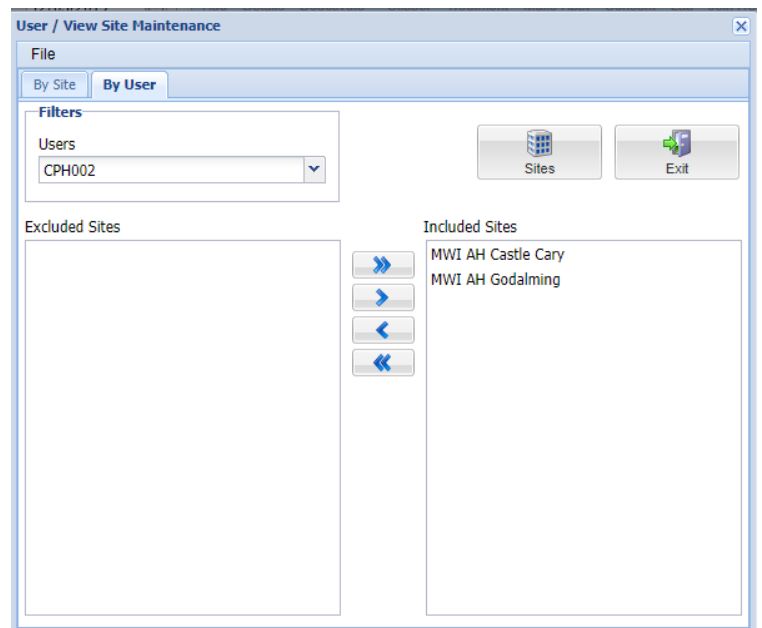 User / View Site Maintenance
File
By Site
By User
Filters
Users
CPH002
Sites
Exit
Excluded Sites
Included Sites
MWI AH Castle Cary
MWI AH Godalming